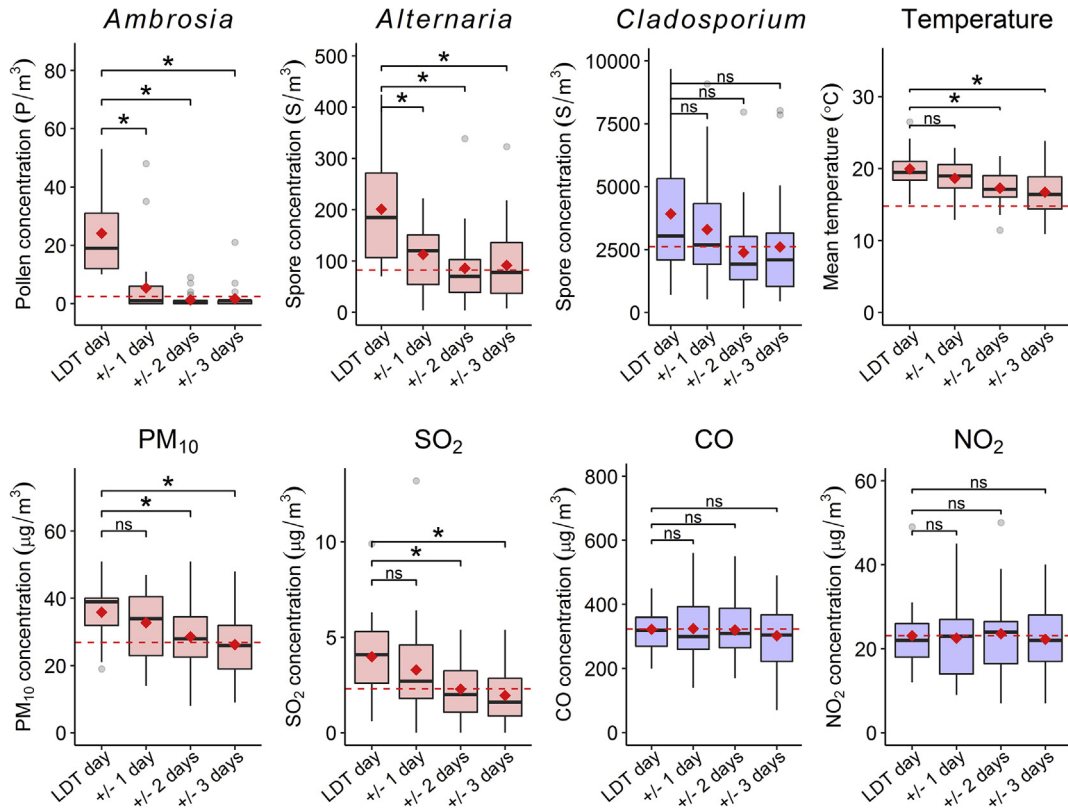 Ambrosia
Alternaria
Cladosporium
Temperature
Pollen concentration (P/m³)
80
60
40
20
0
*
*
*
LDT day
+/- 1 day
+/- 2 days
+/- 3 days
Spore concentration (S/m³)
500
400
300
200
100
0
*
*
*
LDT day
+/- 1 day
+/- 2 days
+/- 3 days
Spore concentration (S/m³)
10000
7500
5000
2500
0
ns
ns
ns
LDT day
+/- 1 day
+/- 2 days
+/- 3 days
Mean temperature (°C)
30
20
10
0
*
*
ns
LDT day
+/- 1 day
+/- 2 days
+/- 3 days
PM₁₀
SO₂
CO
NO₂
PM₁₀ concentration (μg/m³)
60
40
20
0
*
*
ns
LDT day
+/- 1 day
+/- 2 days
+/- 3 days
SO₂ concentration (μg/m³)
10
5
0
*
*
ns
LDT day
+/- 1 day
+/- 2 days
+/- 3 days
CO concentration (μg/m³)
800
600
400
200
0
ns
ns
ns
LDT day
+/- 1 day
+/- 2 days
+/- 3 days
NO₂ concentration (μg/m³)
60
40
20
0
ns
ns
ns
LDT day
+/- 1 day
+/- 2 days
+/- 3 days